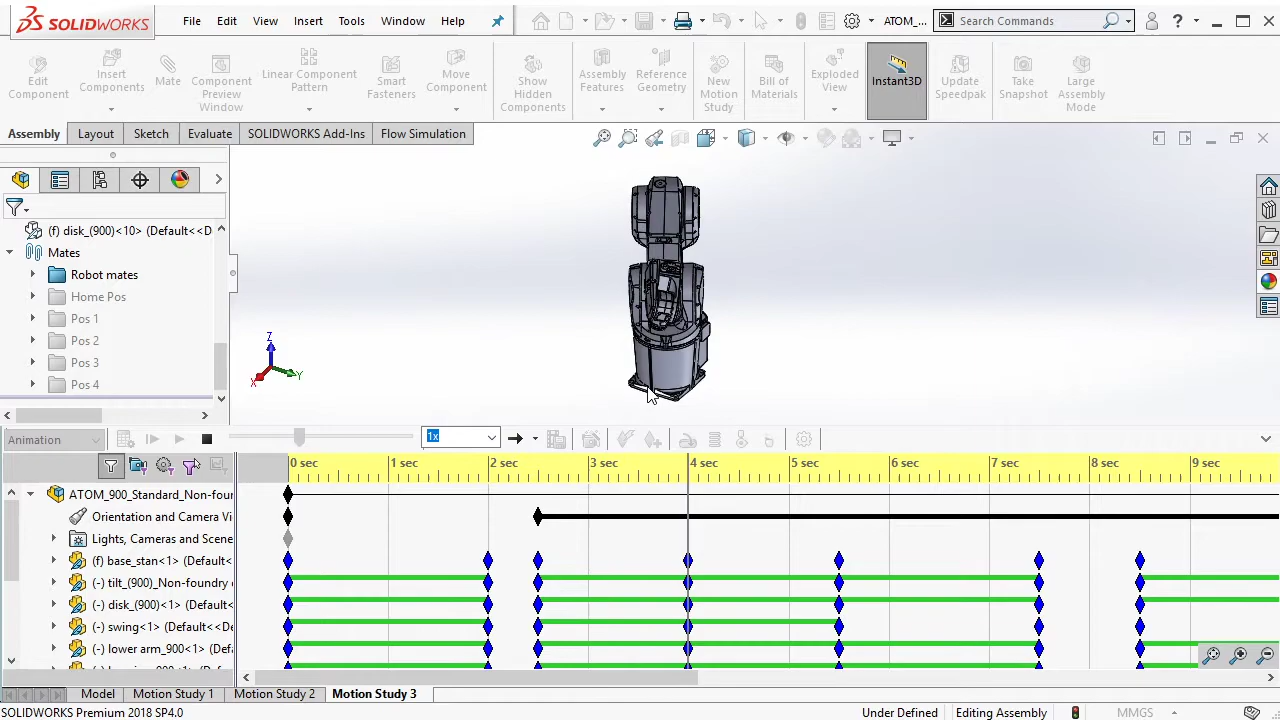 SOLIDWORKS
File Edit View Insert Tools Window Help
ATOM_...
Search Commands
Edit Component
Insert Components
Mate
Component Preview Window
Linear Component Pattern
Smart Fasteners
Move Component
Show Hidden Components
Assembly Features
Reference Geometry
New Motion Study
Bill of Materials
Exploded View
Instant3D
Update Speedpak
Take Snapshot
Large Assembly Mode
Assembly Layout Sketch Evaluate SOLIDWORKS Add-Ins Flow Simulation
(f) disk_(900)<10> (Default<<D
Mates
Robot mates
Home Pos
Pos 1
Pos 2
Pos 3
Pos 4
Z
X
Y
Animation
1x
0 sec 1 sec 2 sec 3 sec 4 sec 5 sec 6 sec 7 sec 8 sec 9 sec
ATOM_900_Standard_Non-four
Orientation and Camera Vi
Lights, Cameras and Scene
(f) base_stan<1> (Default<
(-) tilt_(900)_Non-foundry
(-) disk_(900)<1> (Default<
(-) swing<1> (Default<<De
(-) lower arm_900<1> (Defa
Model Motion Study 1 Motion Study 2 Motion Study 3
SOLIDWORKS Premium 2018 SP4.0
Under Defined Editing Assembly MMGS